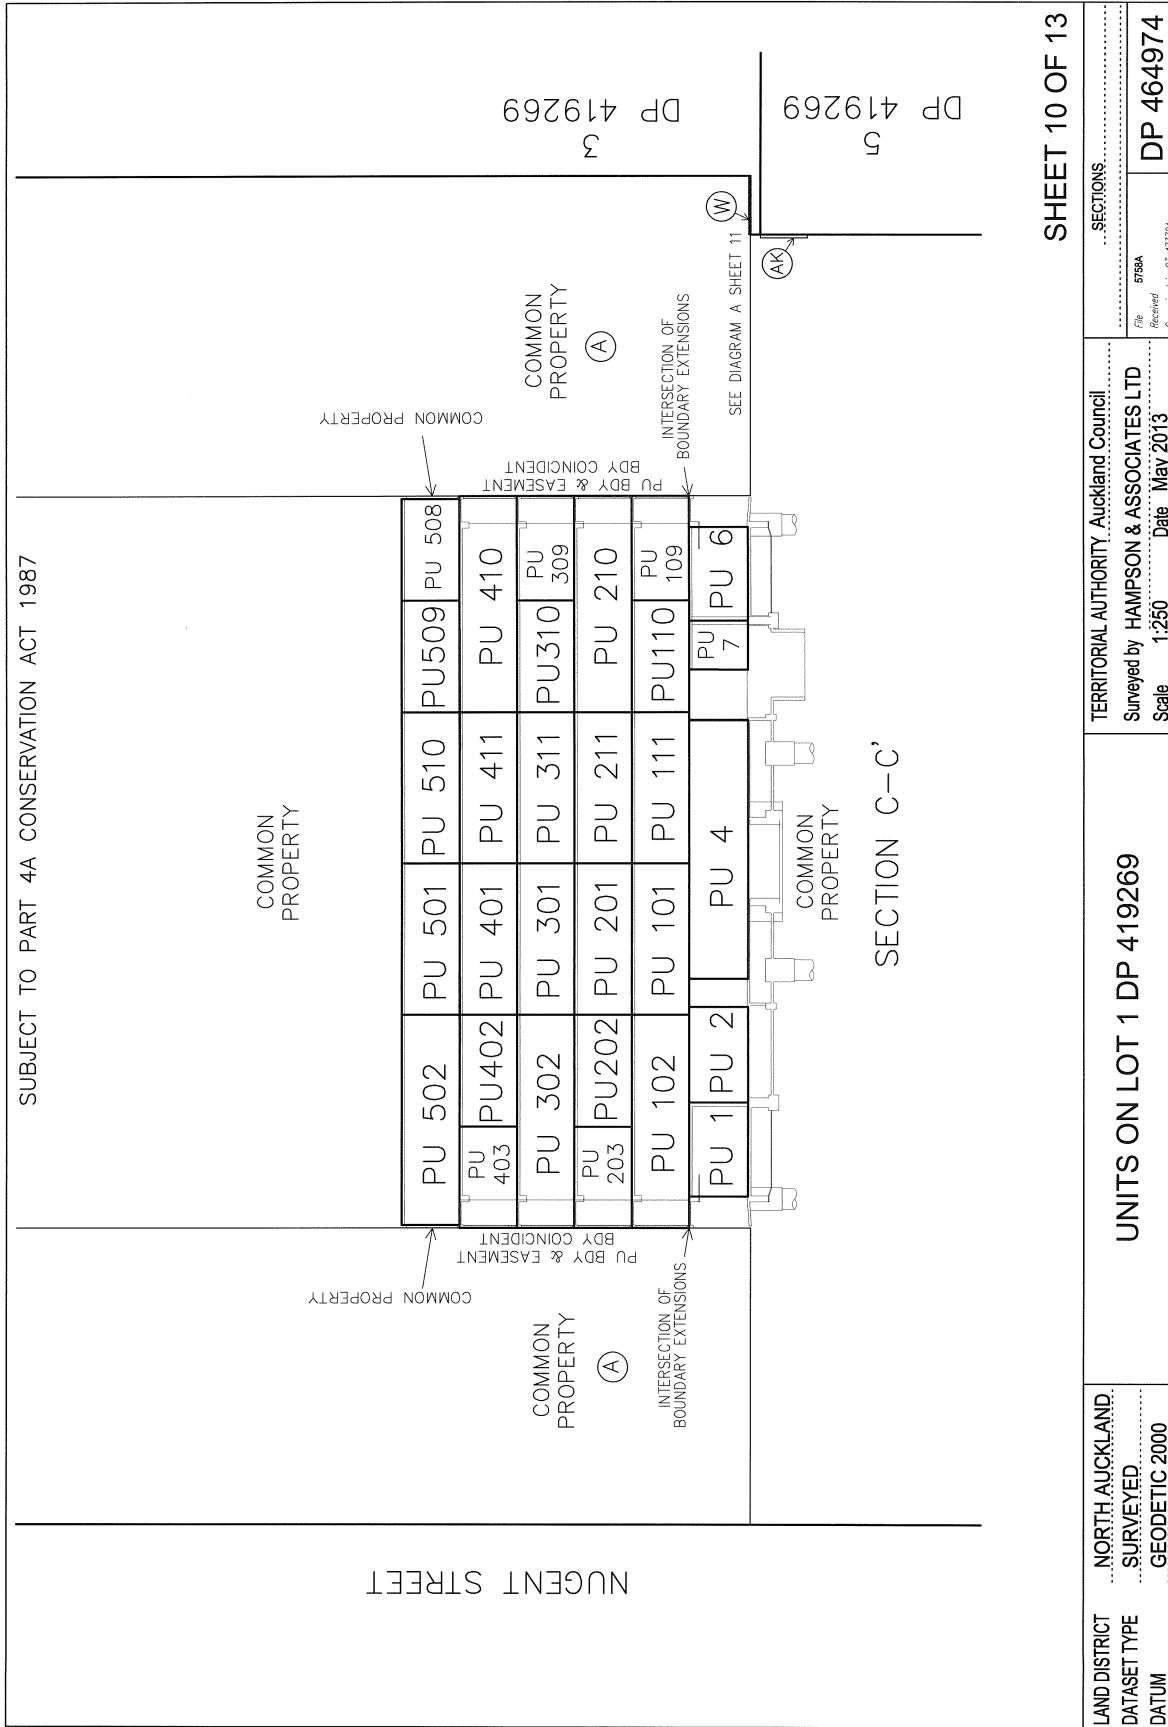 SUBJECT TO PART 4A CONSERVATION ACT 1987
NUGENT STREET
COMMON
PROPERTY
COMMON PROPERTY
COMMON PROPERTY
PU BDY & EASEMENT
BDY COINCIDENT
PU BDY & EASEMENT
BDY COINCIDENT
COMMON
PROPERTY
A
COMMON
PROPERTY
A
3
DP 419269
PU 502
PU 501
PU 510
PU509
PU 508
PU
403
PU402
PU 401
PU 411
PU 410
PU 302
PU 301
PU 311
PU310
PU
309
PU
203
PU202
PU 201
PU 211
PU 210
PU 102
PU 101
PU 111
PU110
PU
109
PU 1
PU 2
PU 4
PU
7
PU 6
INTERSECTION OF
BOUNDARY EXTENSIONS
INTERSECTION OF
BOUNDARY EXTENSIONS
SEE DIAGRAM A SHEET 11
W
AK
5
DP 419269
COMMON
PROPERTY
SECTION C-C'
SHEET 10 OF 13
LAND DISTRICT NORTH AUCKLAND
DATASET TYPE SURVEYED
DATUM GEODETIC 2000
UNITS ON LOT 1 DP 419269
TERRITORIAL AUTHORITY Auckland Council
Surveyed by HAMPSON & ASSOCIATES LTD
Scale 1:250 Date May 2013
SECTIONS
File 5758A
Received
DP 464974